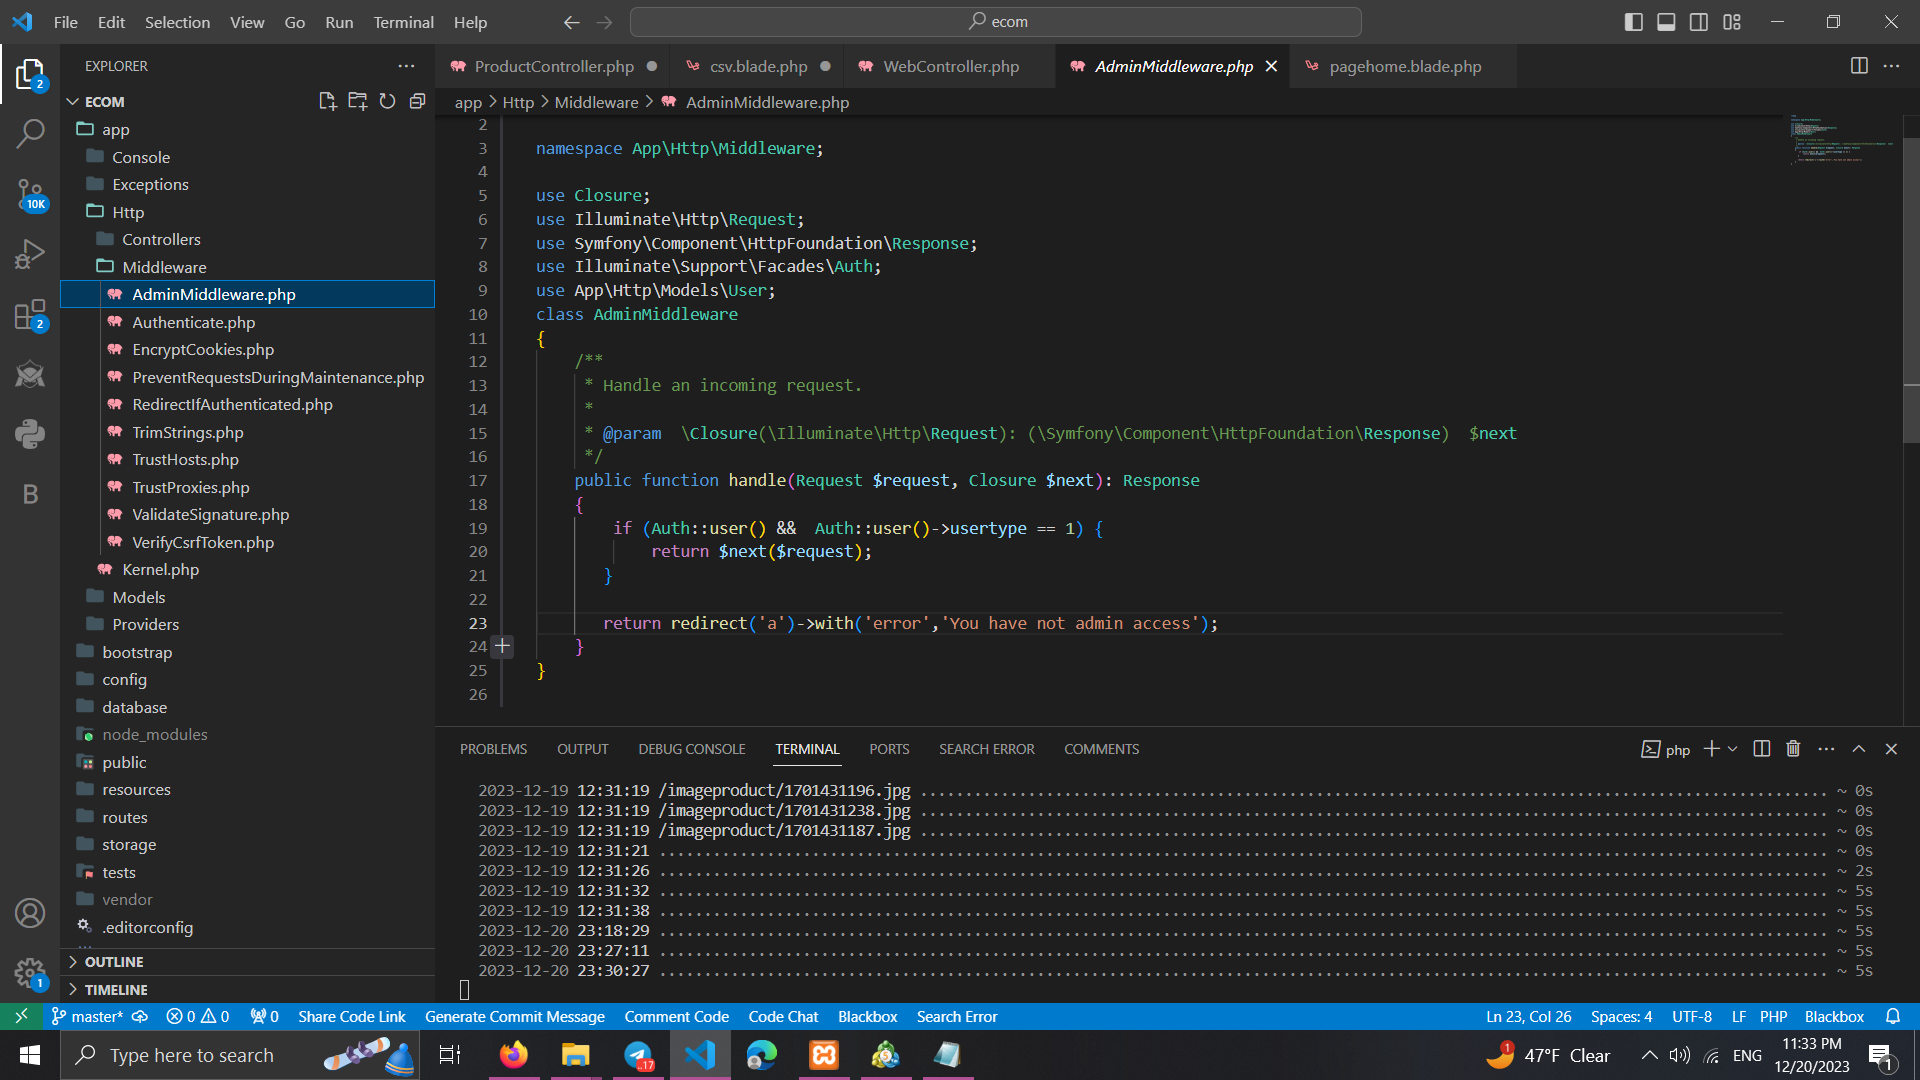 File Edit Selection View Go Run Terminal Help
ecom
EXPLORER
ProductController.php
csv.blade.php
WebController.php
AdminMiddleware.php
pagehome.blade.php
ECOM
app > Http > Middleware > AdminMiddleware.php
app
Console
Exceptions
Http
Controllers
Middleware
AdminMiddleware.php
Authenticate.php
EncryptCookies.php
PreventRequestsDuringMaintenance.php
RedirectIfAuthenticated.php
TrimStrings.php
TrustHosts.php
TrustProxies.php
ValidateSignature.php
VerifyCsrfToken.php
Kernel.php
Models
Providers
bootstrap
config
database
node_modules
public
resources
routes
storage
tests
vendor
.editorconfig
OUTLINE
TIMELINE
2
10K
2
B
1
2
3 namespace App\Http\Middleware;
4
5 use Closure;
6 use Illuminate\Http\Request;
7 use Symfony\Component\HttpFoundation\Response;
8 use Illuminate\Support\Facades\Auth;
9 use App\Http\Models\User;
10 class AdminMiddleware
11 {
12 /**
13 * Handle an incoming request.
14 *
15 * @param  \Closure(\Illuminate\Http\Request): (\Symfony\Component\HttpFoundation\Response)  $next
16 */
17 public function handle(Request $request, Closure $next): Response
18 {
19 if (Auth::user() &&  Auth::user()->usertype == 1) {
20 return $next($request);
21 }
22
23 return redirect('a')->with('error','You have not admin access');
24 }
25 }
26
PROBLEMS OUTPUT DEBUG CONSOLE TERMINAL PORTS SEARCH ERROR COMMENTS
php
2023-12-19 12:31:19 /imageproduct/1701431196.jpg ........ ~ 0s
2023-12-19 12:31:19 /imageproduct/1701431238.jpg ........ ~ 0s
2023-12-19 12:31:19 /imageproduct/1701431187.jpg ........ ~ 0s
2023-12-19 12:31:21 ........ ~ 0s
2023-12-19 12:31:26 ........ ~ 2s
2023-12-19 12:31:32 ........ ~ 5s
2023-12-19 12:31:38 ........ ~ 5s
2023-12-20 23:18:29 ........ ~ 5s
2023-12-20 23:27:11 ........ ~ 5s
2023-12-20 23:30:27 ........ ~ 5s
master* 0 0 0 Share Code Link Generate Commit Message Comment Code Code Chat Blackbox Search Error
Ln 23, Col 26 Spaces: 4 UTF-8 LF PHP Blackbox
Type here to search
..17
1
47°F Clear
ENG
11:33 PM
12/20/2023
1